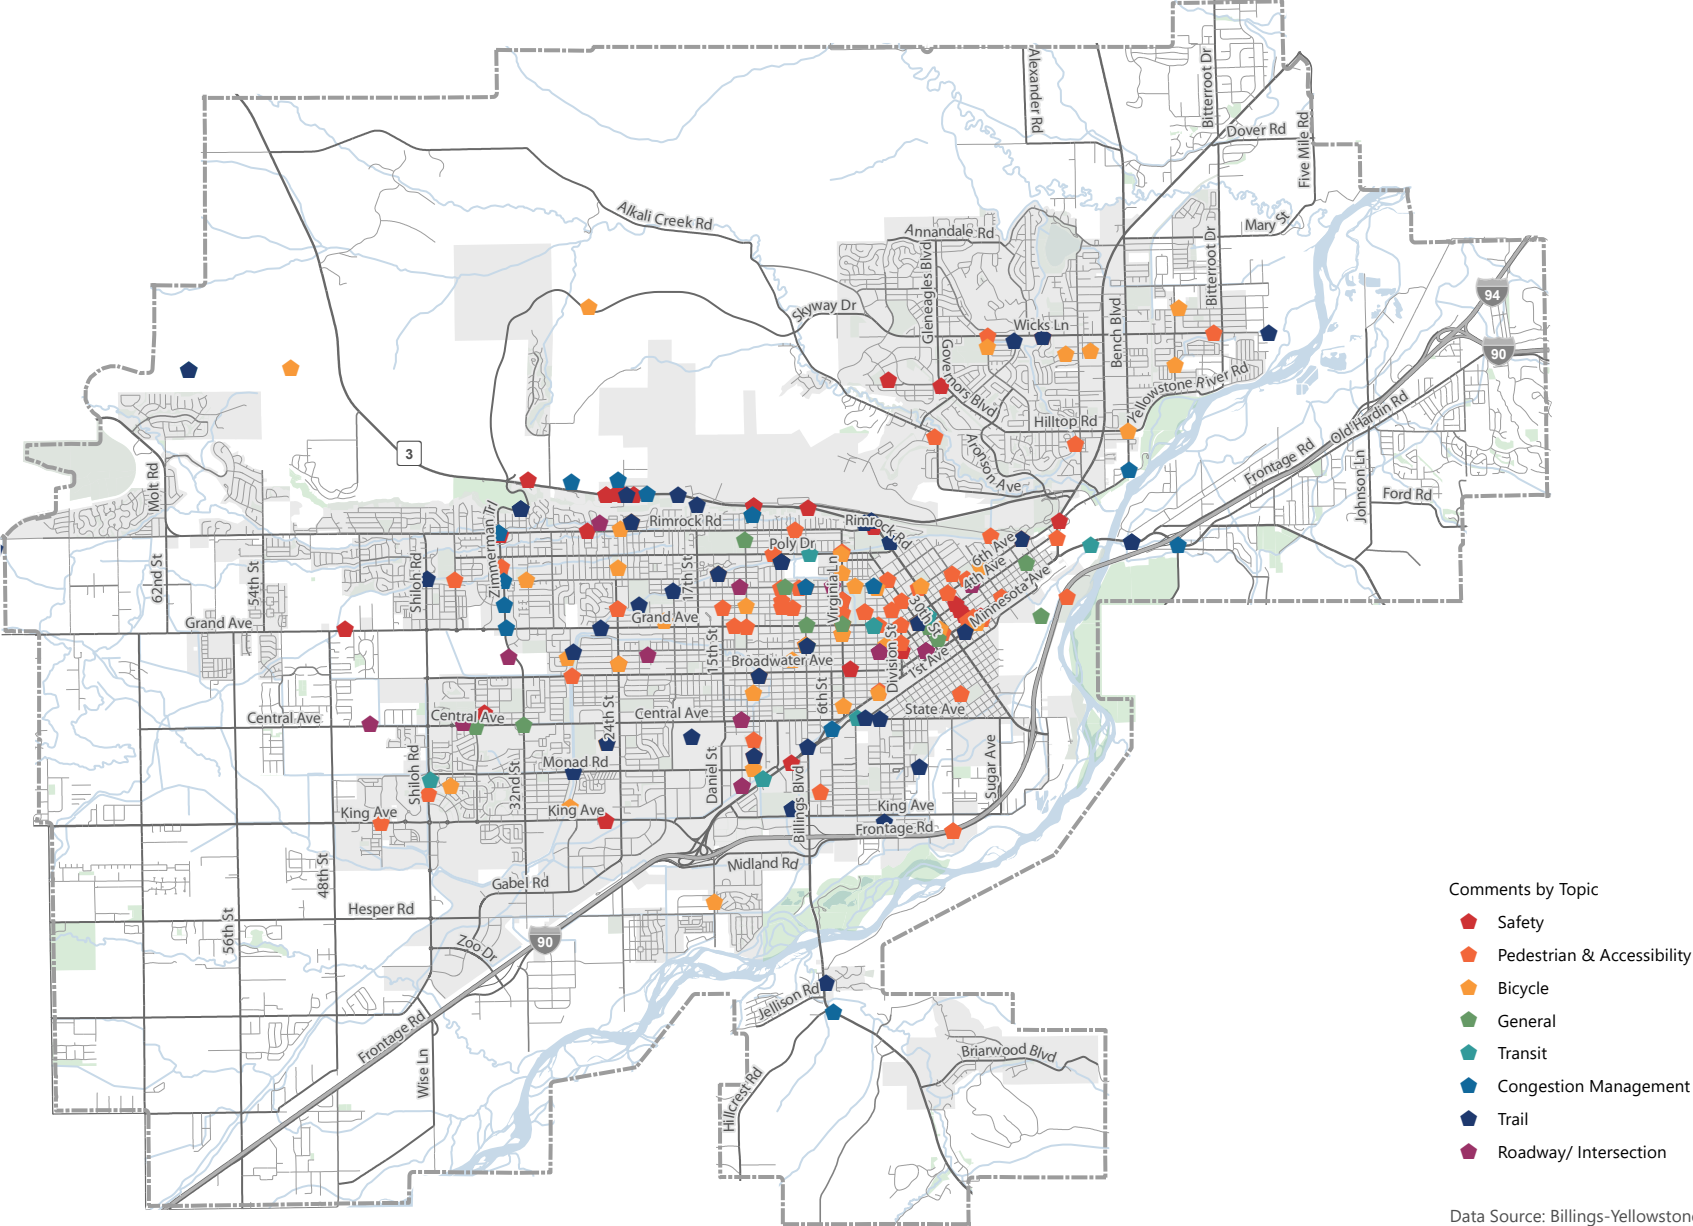 Alexander Rd
Bitterroot Dr
Dover Rd
Five Mile Rd
Alkali Creek Rd
Annandale Rd
Mary St
Gleneagles Blvd
Bitterroot Dr
94
Skyway Dr
Wicks Ln
Bench Blvd
90
Governors Blvd
Yellowstone River Rd
Hilltop Rd
Old Hardin Rd
3
Aronson Ave
Frontage Rd
Molt Rd
Johnson Ln
Ford Rd
Zimmerman Tr
Rimrock Rd
Rimrock Rd
Poly Dr
6th Ave
4th Ave
Minnesota Ave
62nd St
54th St
Shiloh Rd
17th St
Virginia Ln
30th St
Grand Ave
Grand Ave
15th St
Broadwater Ave
Division St
1st Ave
6th St
24th St
Central Ave
Central Ave
Central Ave
State Ave
Shiloh Rd
32nd St
Monad Rd
Daniel St
Billings Blvd
Sugar Ave
King Ave
King Ave
King Ave
Frontage Rd
Midland Rd
48th St
Gabel Rd
Hesper Rd
56th St
Zoo Dr
90
Jellison Rd
Frontage Rd
Wise Ln
Briarwood Blvd
Hillcrest Rd
Comments by Topic
Safety
Pedestrian & Accessibility
Bicycle
General
Transit
Congestion Management
Trail
Roadway/ Intersection
Data Source: Billings-Yellowstone